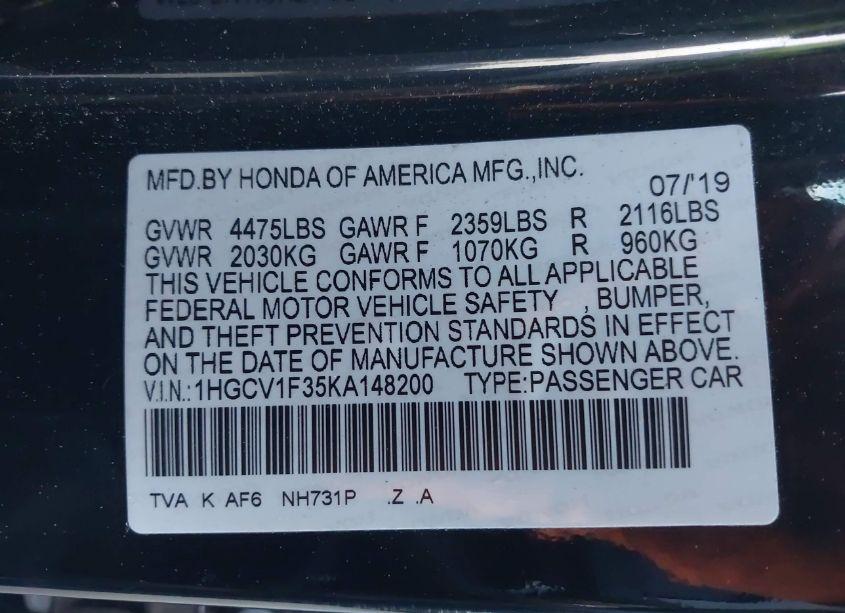 MFD.BY HONDA OF AMERICA MFG.,INC. 07/'19
GVWR 4475LBS GAWR F 2359LBS R 2116LBS
GVWR 2030KG GAWR F 1070KG R 960KG
THIS VEHICLE CONFORMS TO ALL APPLICABLE
FEDERAL MOTOR VEHICLE SAFETY , BUMPER,
AND THEFT PREVENTION STANDARDS IN EFFECT
ON THE DATE OF MANUFACTURE SHOWN ABOVE.
V.I.N.:1HGCV1F35KA148200 TYPE:PASSENGER CAR
TVA K AF6 NH731P .Z .A